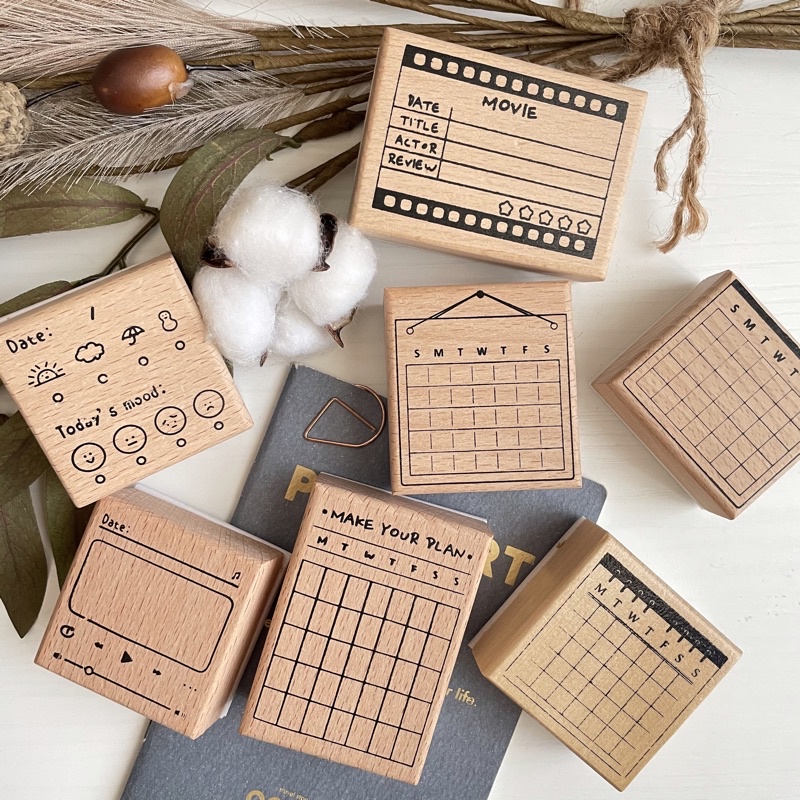 MOVIE
DATE
TITLE
ACTOR
REVIEW
Date: /
Today's mood:
S M T W T F S
S M T W T
Date:
• MAKE YOUR PLAN •
M T W T F S S
M T W T F S S
P RT
r life.